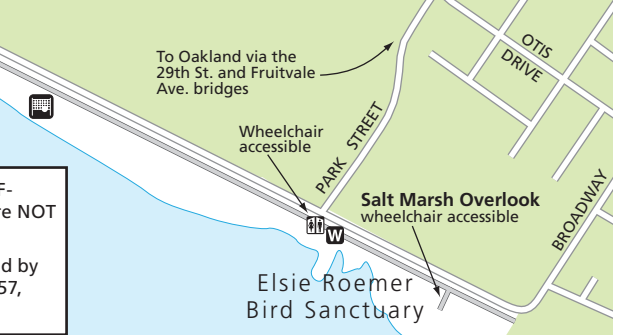 To Oakland via the
29th St. and Fruitvale
Ave. bridges
OTIS
DRIVE
PARK STREET
Wheelchair
accessible
Salt Marsh Overlook
wheelchair accessible
BROADWAY
W
Elsie Roemer
Bird Sanctuary
F-
re NOT
d by
57,